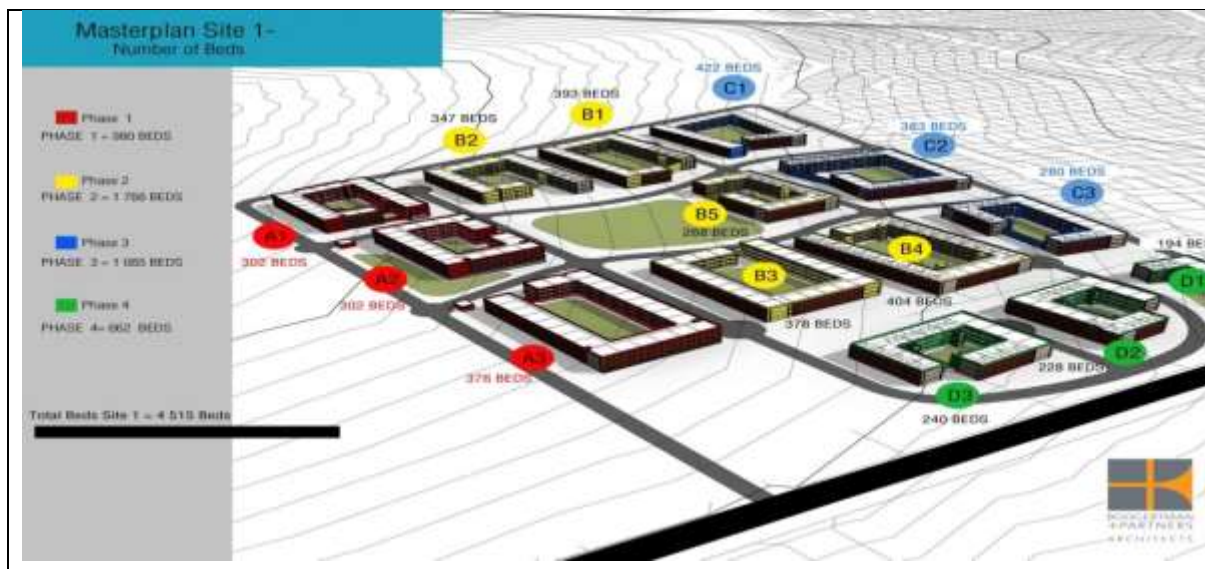 Masterplan Site 1-
Number of Beds
Phase 1
PHASE 1 = 980 BEDS
Phase 2
PHASE 2 = 1 788 BEDS
Phase 3
PHASE 3 = 1 085 BEDS
Phase 4
PHASE 4= 662 BEDS
Total Beds Site 1 = 4 515 Beds
422 BEDS
C1
393 BEDS
B1
347 BEDS
B2
383 BEDS
C2
280 BEDS
C3
B5
BEDS
194 BE
D1
A1
302 BEDS
A2
302 BEDS
B3
378 BEDS
B4
404 BEDS
A3
376 BEDS
D2
228 BEDS
D3
240 BEDS
+PARTNERS
ARCHITECTS